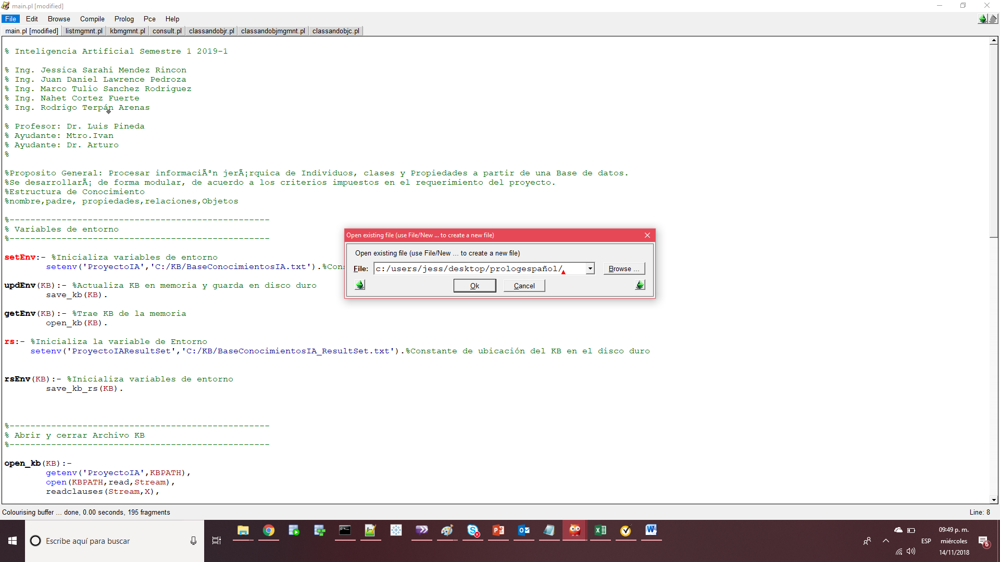 main.pl [modified]
File Edit Browse Compile Prolog Pce Help
main.pl [modified] listmgmnt.pl kbmgmnt.pl consult.pl classandobjr.pl classandobjmgmnt.pl classandobjc.pl
% Inteligencia Artificial Semestre 1 2019-1
% Ing. Jessica Sarahi Mendez Rincon
% Ing. Juan Daniel Lawrence Pedroza
% Ing. Marco Tulio Sanchez Rodriguez
% Ing. Nahet Cortez Fuerte
% Ing. Rodrigo Terpán Arenas
% Profesor: Dr. Luis Pineda
% Ayudante: Mtro.Ivan
% Ayudante: Dr. Arturo
%
%Proposito General: Procesar informaciÃ³n jerÃ¡rquica de Individuos, clases y Propiedades a partir de una Base de datos.
%Se desarrollarÃ¡ de forma modular, de acuerdo a los criterios impuestos en el requerimiento del proyecto.
%Estructura de Conocimiento
%nombre,padre, propiedades,relaciones,Objetos
%--------------------------------------------------
% Variables de entorno
%--------------------------------------------------
setEnv:- %Inicializa variables de entorno
setenv('ProyectoIA','C:/KB/BaseConocimientosIA.txt').%Con
updEnv(KB):- %Actualiza KB en memoria y guarda en disco duro
save_kb(KB).
getEnv(KB):- %Trae KB de la memoria
open_kb(KB).
rs:- %Inicializa la variable de Entorno
setenv('ProyectoIAResultSet','C:/KB/BaseConocimientosIA_ResultSet.txt').%Constante de ubicación del KB en el disco duro
rsEnv(KB):- %Inicializa variables de entorno
save_kb_rs(KB).
%--------------------------------------------------
% Abrir y cerrar Archivo KB
%--------------------------------------------------
open_kb(KB):-
getenv('ProyectoIA',KBPATH),
open(KBPATH,read,Stream),
readclauses(Stream,X),
Open existing file (use File/New ... to create a new file)
Open existing file (use File/New ... to create a new file)
File: c:/users/jess/desktop/prologespañol/ Browse ...
Ok Cancel
Colourising buffer ... done, 0.00 seconds, 195 fragments Line: 8
Escribe aquí para buscar
ESP
09:49 p. m.
miércoles
14/11/2018
6